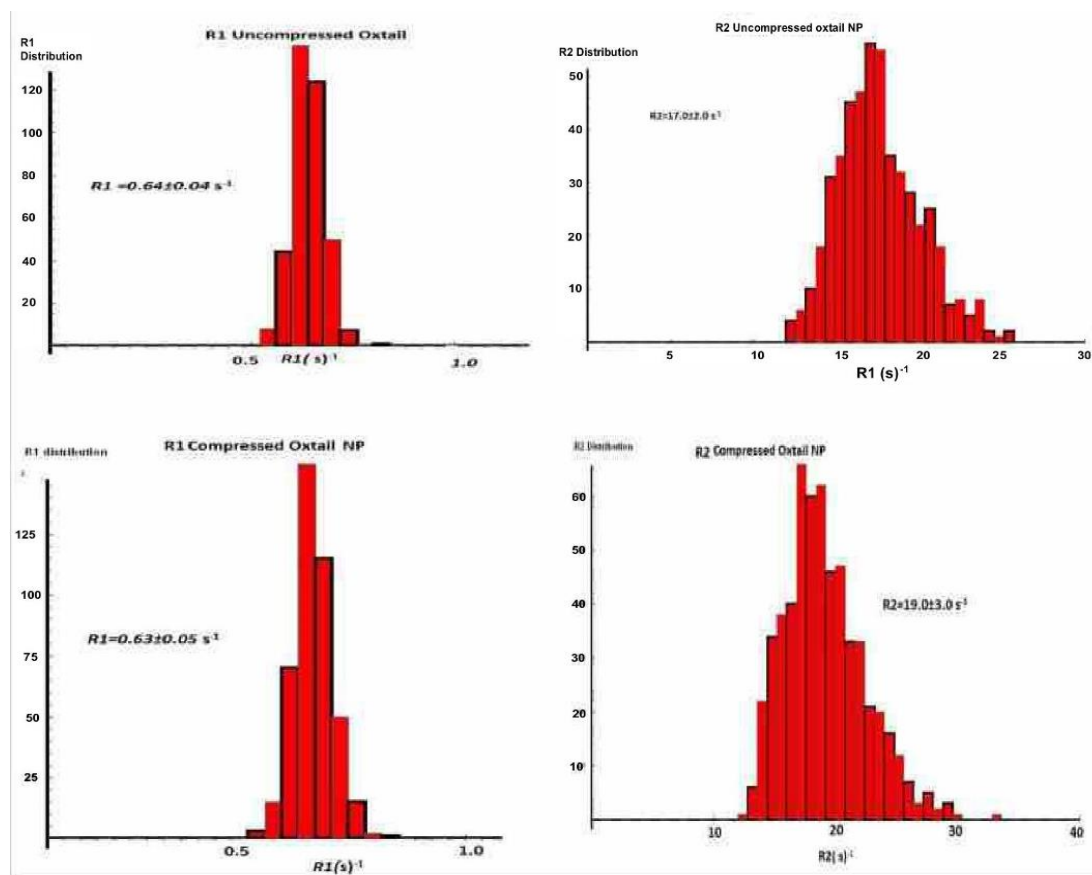 R1 Uncompressed Oxtail
R1
Distribution
120
100
80
60
40
20
R1 =0.64±0.04 s-1
0.5
R1( s)-1
1.0
R2 Uncompressed oxtail NP
R2 Distribution
50
40
30
20
10
R2=17.0±2.0 s-1
5
10
15
20
25
30
R1 (s)-1
R1 Compressed Oxtail NP
R1 distribution
125
100
75
50
25
R1=0.63±0.05 s-1
0.5
R1(s)-1
1.0
R2 Compressed Oxtail NP
R2 Distribution
60
50
40
30
20
10
R2=19.0±3.0 s-1
10
20
30
40
R2( s)-1